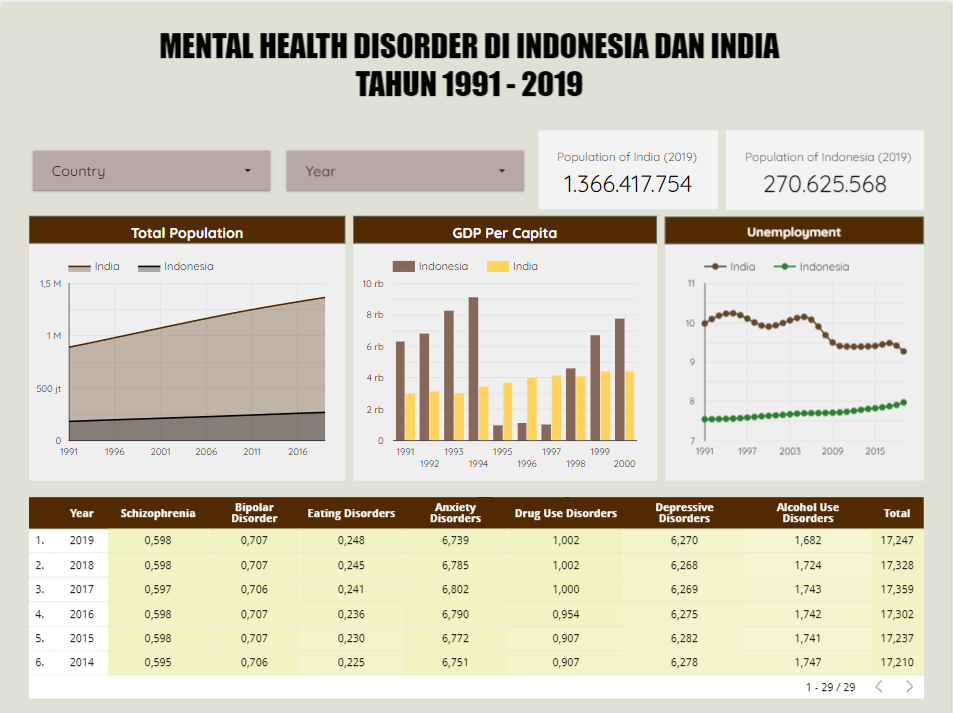 MENTAL HEALTH DISORDER DI INDONESIA DAN INDIA
TAHUN 1991 - 2019
Country
Year
Population of India (2019)
1.366.417.754
Population of Indonesia (2019)
270.625.568
Total Population
India Indonesia
1,5 M
1 M
500 jt
0
1991 1996 2001 2006 2011 2016
GDP Per Capita
Indonesia India
10 rb
8 rb
6 rb
4 rb
2 rb
0
1991 1993 1995 1997 1999
1992 1994 1996 1998 2000
Unemployment
India Indonesia
11
10
9
8
7
1991 1997 2003 2009 2015
Year Schizophrenia Bipolar Disorder Eating Disorders Anxiety Disorders Drug Use Disorders Depressive Disorders Alcohol Use Disorders Total
1. 2019 0,598 0,707 0,248 6,739 1,002 6,270 1,682 17,247
2. 2018 0,598 0,707 0,245 6,785 1,002 6,268 1,724 17,328
3. 2017 0,597 0,706 0,241 6,802 1,000 6,269 1,743 17,359
4. 2016 0,598 0,707 0,236 6,790 0,954 6,275 1,742 17,302
5. 2015 0,598 0,707 0,230 6,772 0,907 6,282 1,741 17,237
6. 2014 0,595 0,706 0,225 6,751 0,907 6,278 1,747 17,210
1 - 29 / 29